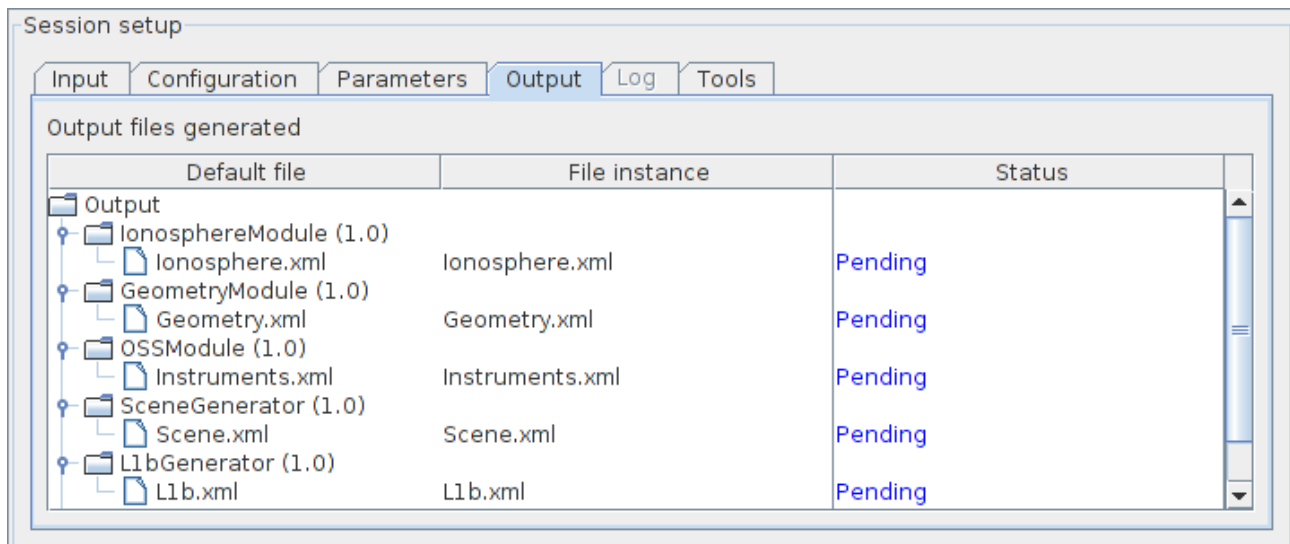 Session setup
Input Configuration Parameters Output Log Tools
Output files generated
Default file File instance Status
Output
IonosphereModule (1.0)
Ionosphere.xml Ionosphere.xml Pending
GeometryModule (1.0)
Geometry.xml Geometry.xml Pending
OSSModule (1.0)
Instruments.xml Instruments.xml Pending
SceneGenerator (1.0)
Scene.xml Scene.xml Pending
L1bGenerator (1.0)
L1b.xml L1b.xml Pending